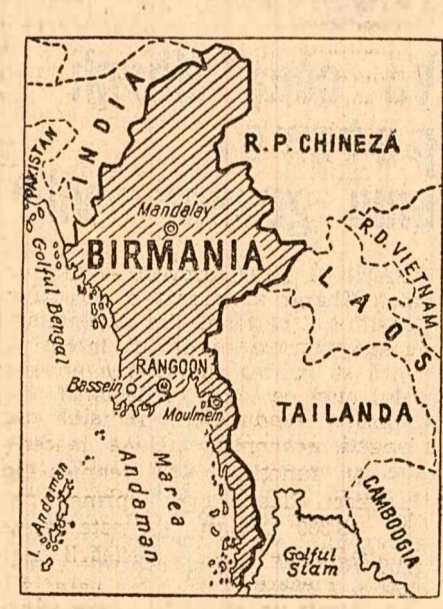 INDIA
R.P. CHINEZĂ
PAKISTAN
Mandalay
BIRMANIA
R.D. VIETNAM
LAOS
Golful Bengal
RANGOON
Bassein
Moulmein
TAILANDA
Marea
Andaman
I. Andaman
CAMBODGIA
Golful
Siam